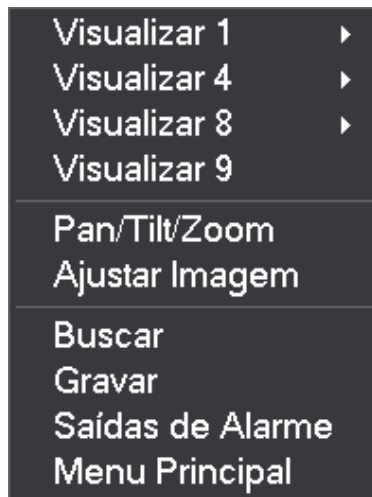 Visualizar 1
Visualizar 4
Visualizar 8
Visualizar 9
Pan/Tilt/Zoom
Ajustar Imagem
Buscar
Gravar
Saídas de Alarme
Menu Principal